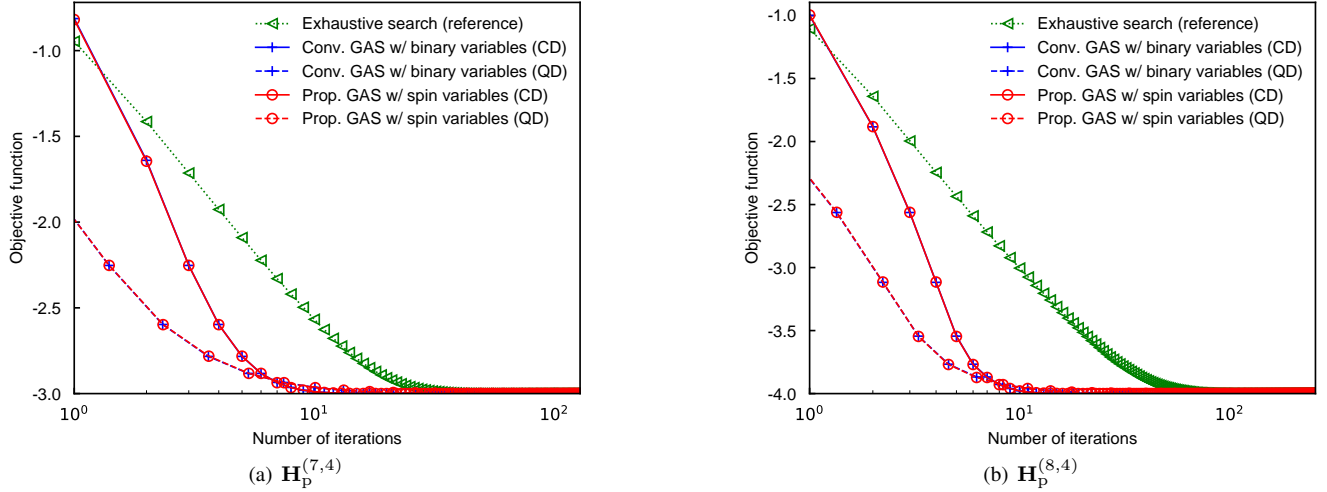 Exhaustive search (reference)
Conv. GAS w/ binary variables (CD)
Conv. GAS w/ binary variables (QD)
Prop. GAS w/ spin variables (CD)
Prop. GAS w/ spin variables (QD)
Objective function
-1.0
-1.5
-2.0
-2.5
-3.0
10^0
10^1
10^2
Number of iterations
(a) H_p^(7,4)
Exhaustive search (reference)
Conv. GAS w/ binary variables (CD)
Conv. GAS w/ binary variables (QD)
Prop. GAS w/ spin variables (CD)
Prop. GAS w/ spin variables (QD)
Objective function
-1.0
-1.5
-2.0
-2.5
-3.0
-3.5
-4.0
10^0
10^1
10^2
Number of iterations
(b) H_p^(8,4)